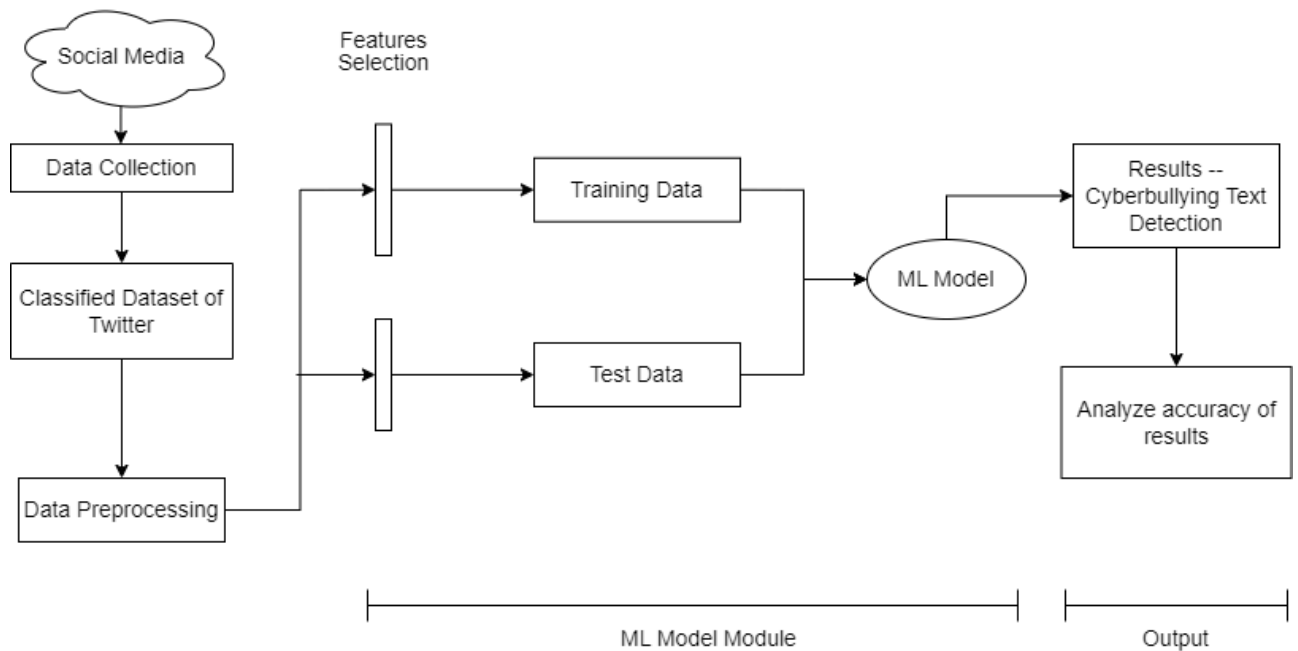 Social Media
Data Collection
Classified Dataset of
Twitter
Data Preprocessing
Features
Selection
Training Data
Test Data
ML Model
Results --
Cyberbullying Text
Detection
Analyze accuracy of
results
ML Model Module
Output